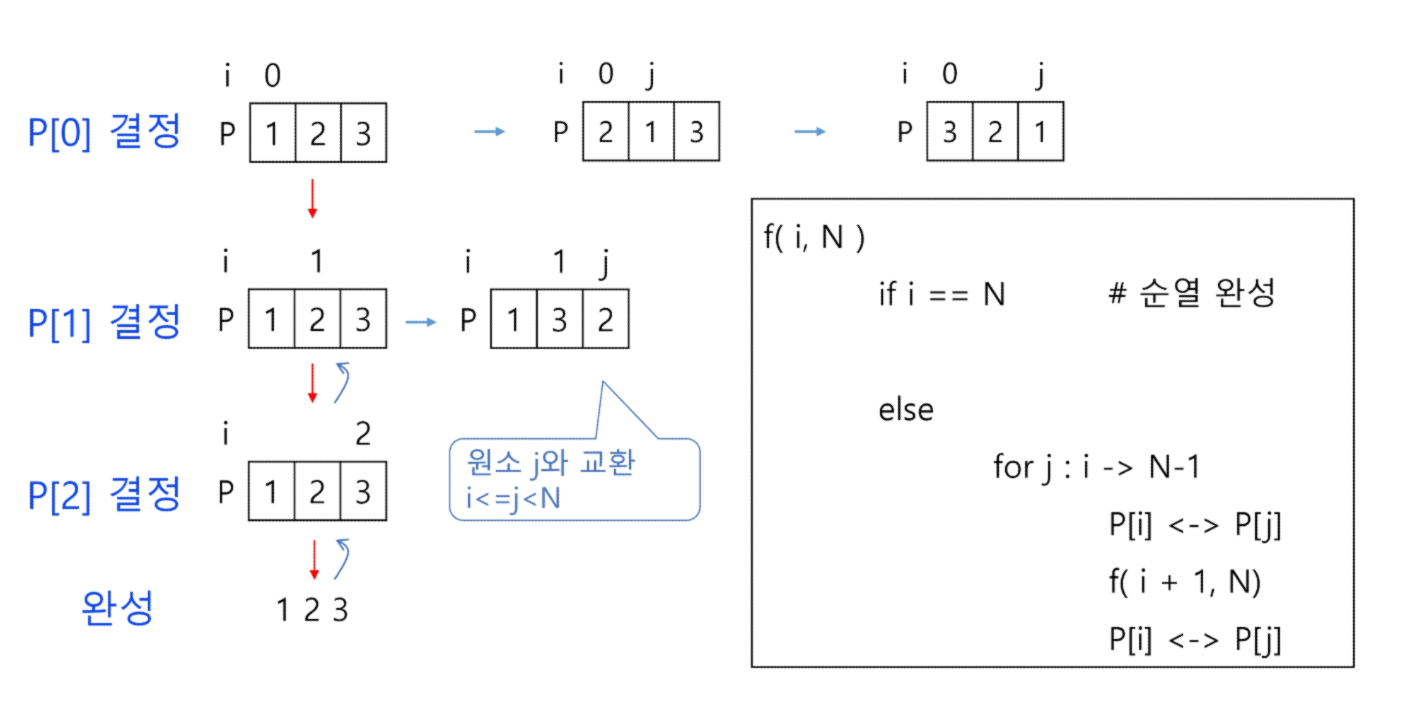 i 0
P[0] 결정 P 1 2 3
i 0 j
P 2 1 3
i 0 j
P 3 2 1
i 1
P[1] 결정 P 1 2 3
i 1 j
P 1 3 2
원소 j와 교환
i<=j<N
i 2
P[2] 결정 P 1 2 3
완성 1 2 3
f( i, N )
if i == N # 순열 완성
else
for j : i -> N-1
P[i] <-> P[j]
f( i + 1, N)
P[i] <-> P[j]